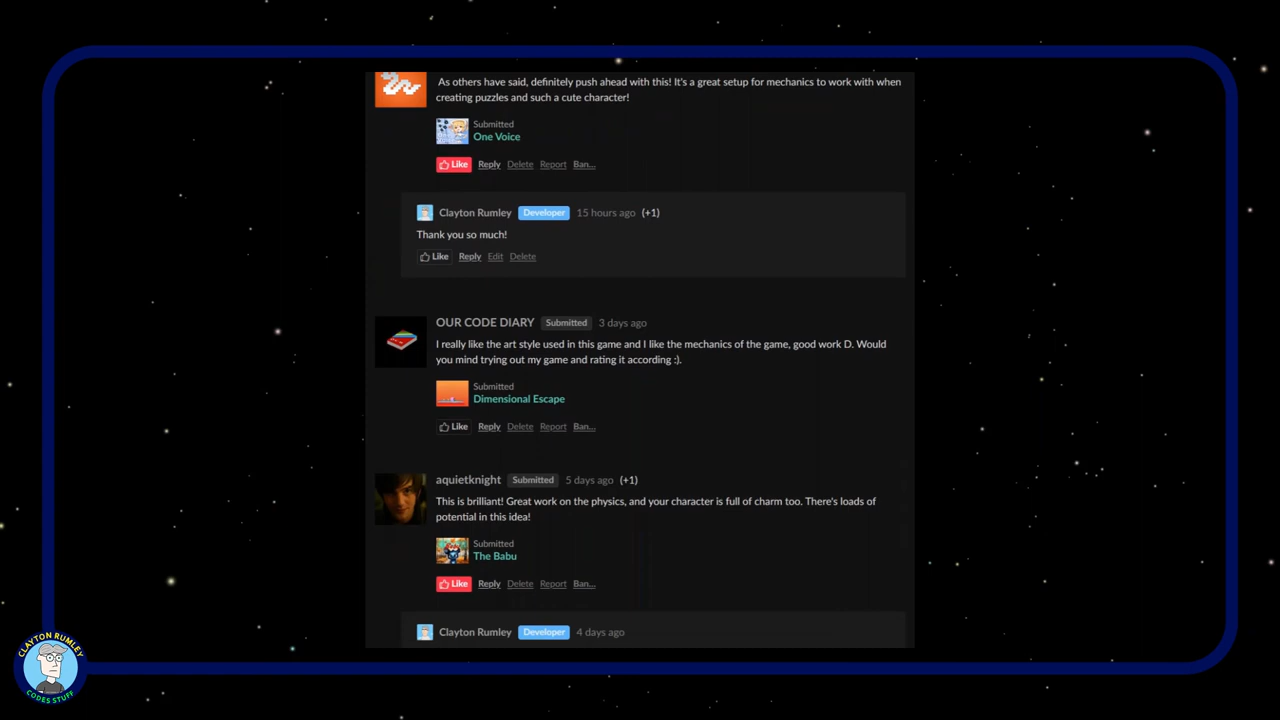 As others have said, definitely push ahead with this! It's a great setup for mechanics to work with when
creating puzzles and such a cute character!
Submitted
One Voice
Like Reply Delete Report Ban...
Clayton Rumley Developer 15 hours ago (+1)
Thank you so much!
Like Reply Edit Delete
OUR CODE DIARY Submitted 3 days ago
I really like the art style used in this game and I like the mechanics of the game, good work D. Would
you mind trying out my game and rating it according :).
Submitted
Dimensional Escape
Like Reply Delete Report Ban...
aquietknight Submitted 5 days ago (+1)
This is brilliant! Great work on the physics, and your character is full of charm too. There's loads of
potential in this idea!
Submitted
The Babu
Like Reply Delete Report Ban...
Clayton Rumley Developer 4 days ago
CLAYTON RUMLEY
CODES STUFF